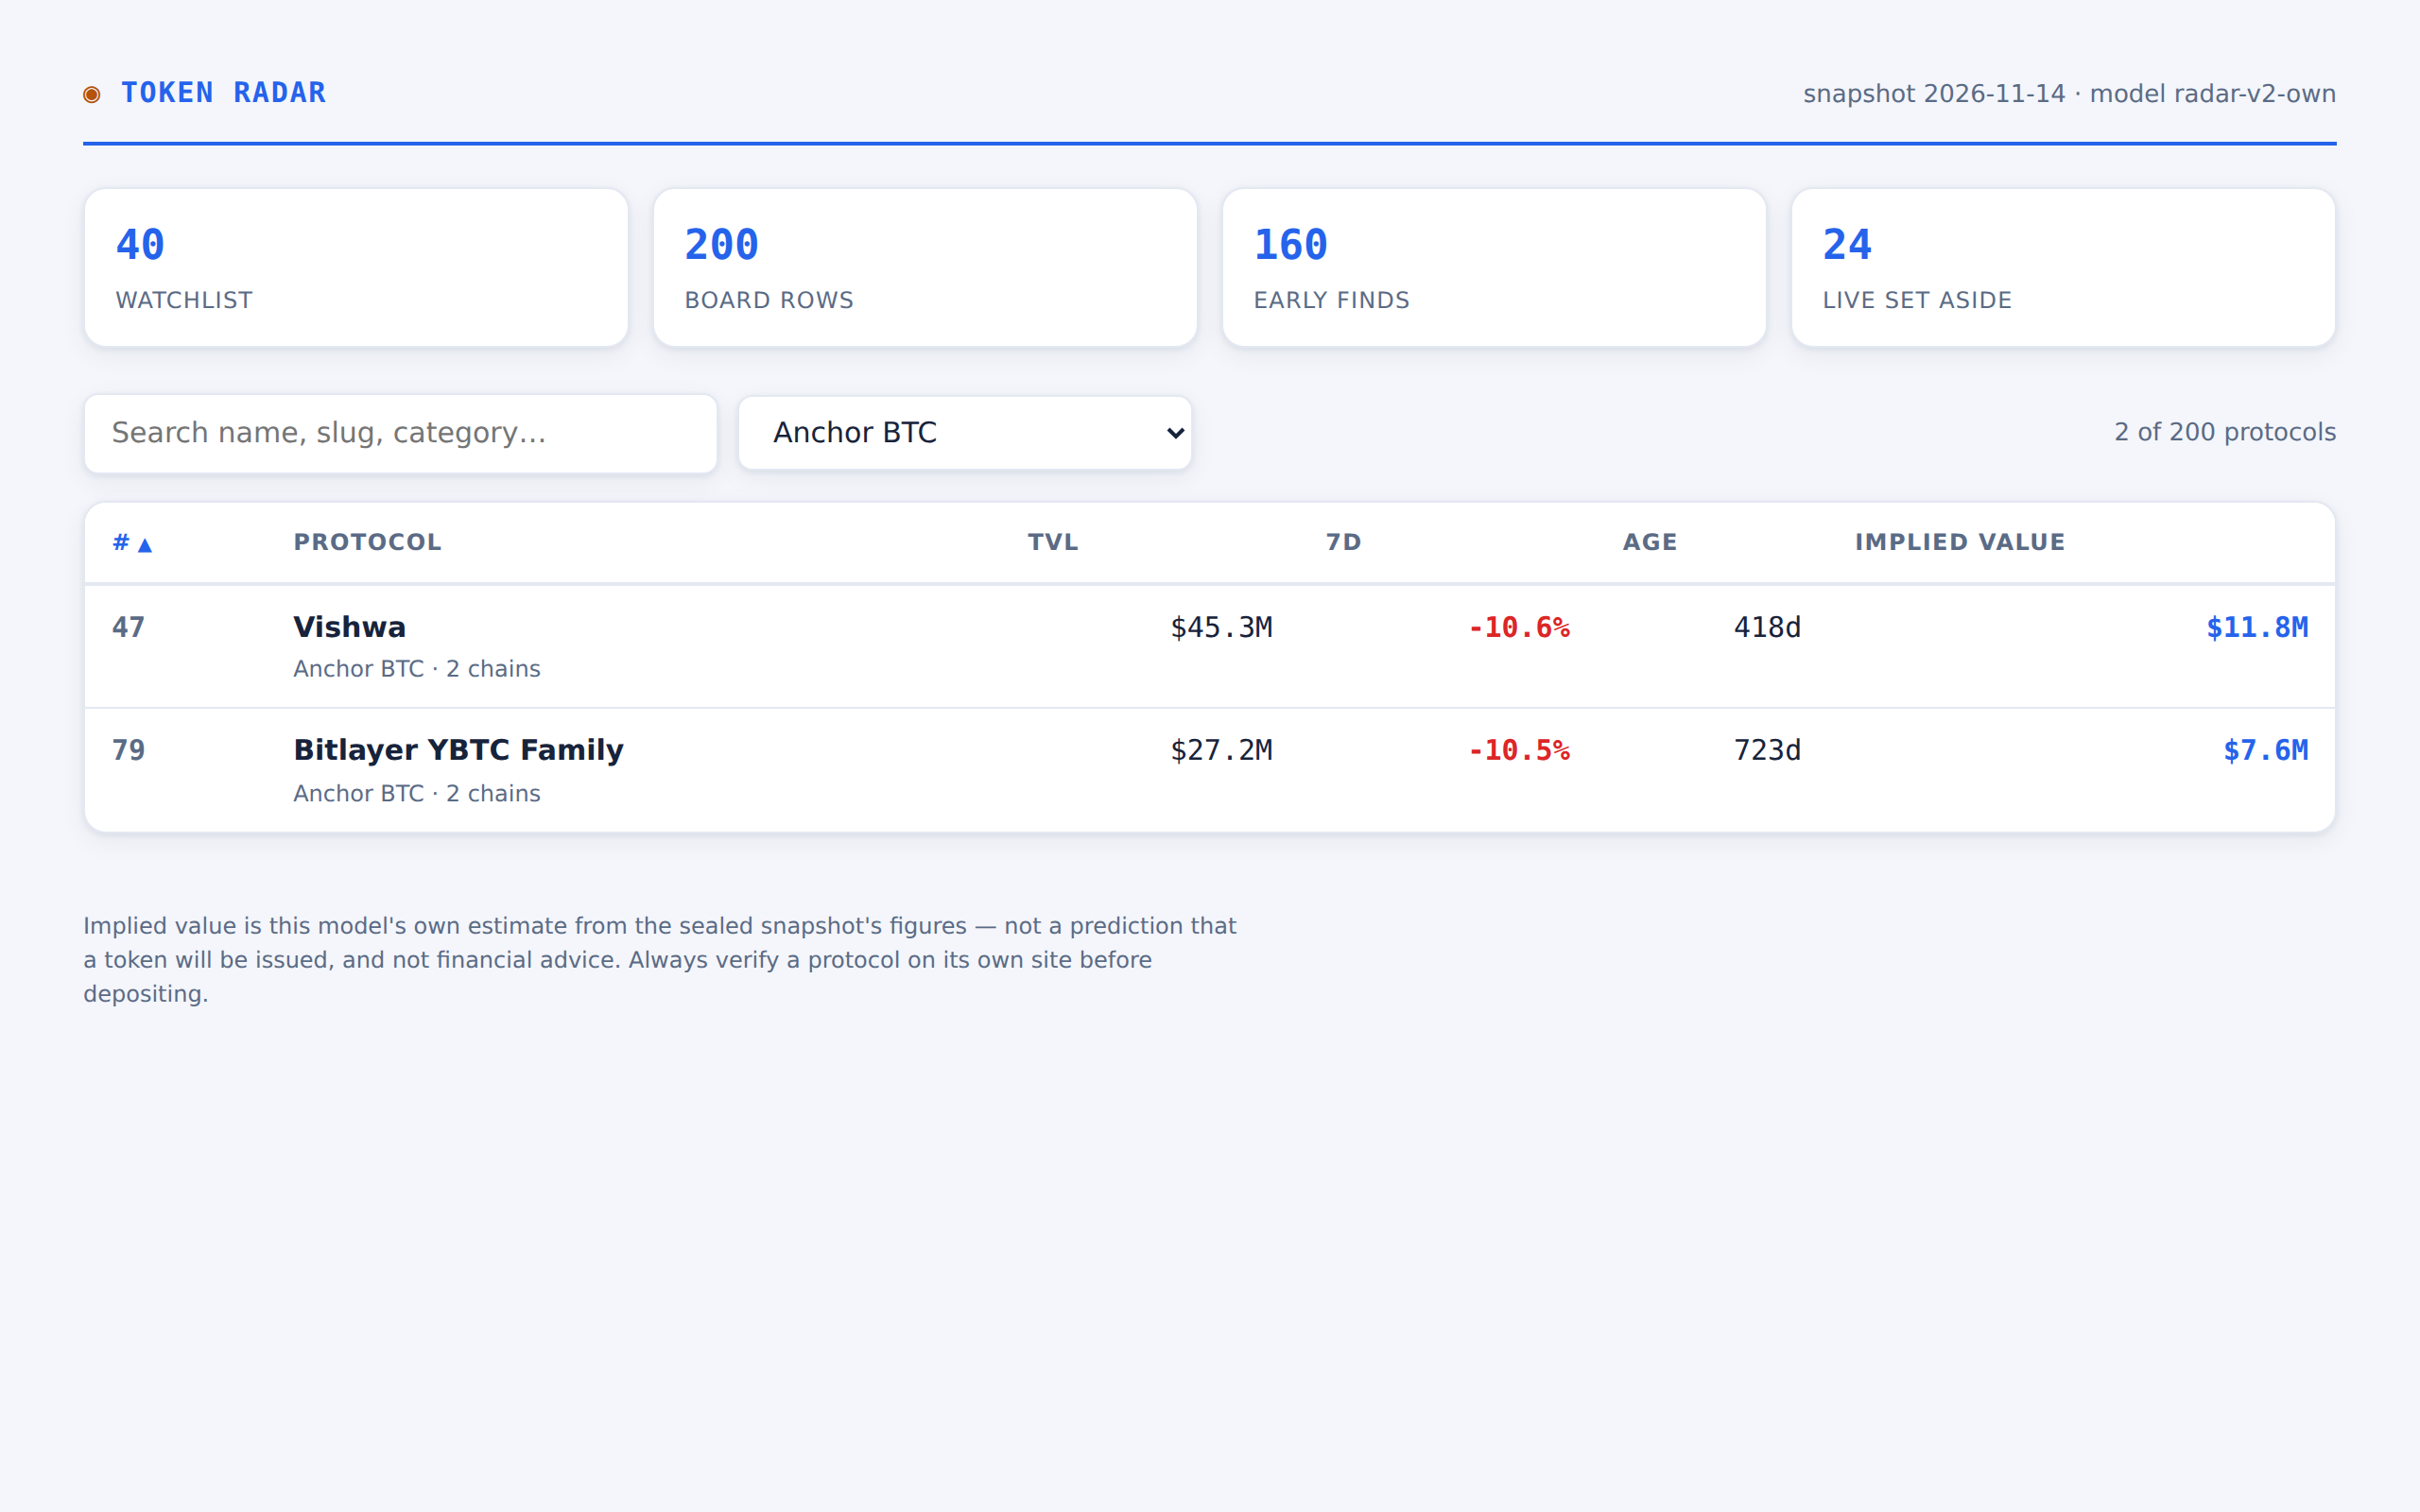 ◉ TOKEN RADAR
snapshot 2026-11-14 · model radar-v2-own
40
WATCHLIST
200
BOARD ROWS
160
EARLY FINDS
24
LIVE SET ASIDE
Search name, slug, category…
Anchor BTC
2 of 200 protocols
# ▲ PROTOCOL TVL 7D AGE IMPLIED VALUE
47 Vishwa $45.3M -10.6% 418d $11.8M
Anchor BTC · 2 chains
79 Bitlayer YBTC Family $27.2M -10.5% 723d $7.6M
Anchor BTC · 2 chains
Implied value is this model's own estimate from the sealed snapshot's figures — not a prediction that
a token will be issued, and not financial advice. Always verify a protocol on its own site before
depositing.